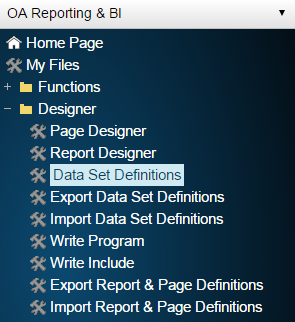 OA Reporting & BI
Home Page
My Files
Functions
Designer
Page Designer
Report Designer
Data Set Definitions
Export Data Set Definitions
Import Data Set Definitions
Write Program
Write Include
Export Report & Page Definitions
Import Report & Page Definitions